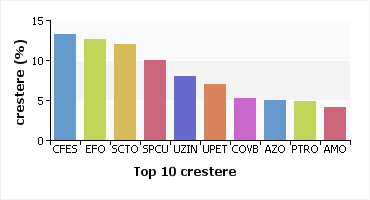 crestere (%)
15
10
5
0
CFES EFO SCTO SPCU UZIN UPET COVB AZO PTRO AMO
Top 10 crestere